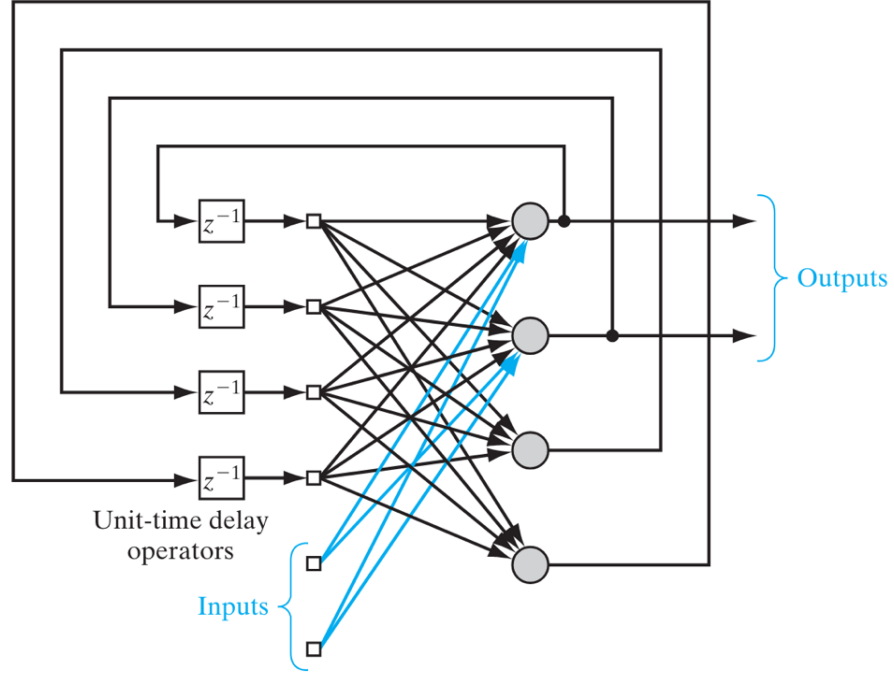 z⁻¹
z⁻¹
z⁻¹
z⁻¹
Outputs
Unit-time delay
operators
Inputs